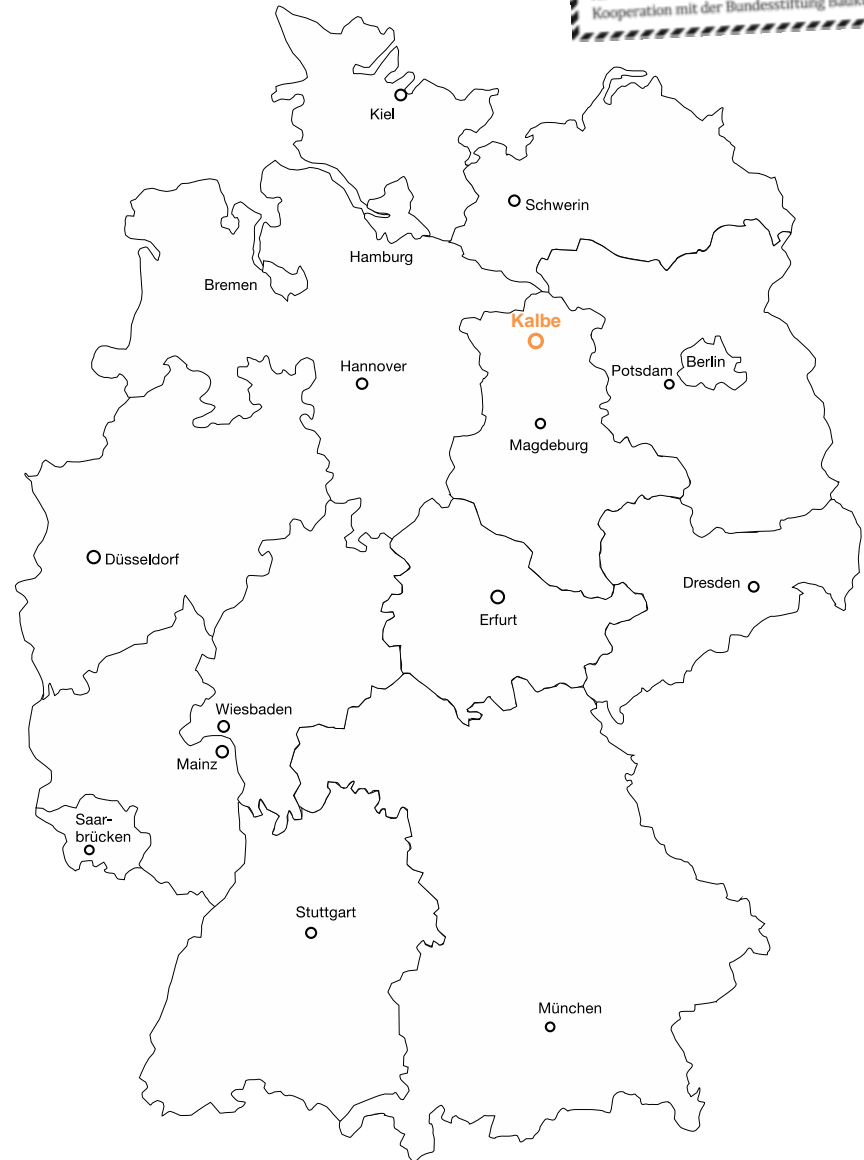 Kooperation mit der Bundesstiftung
Kiel
Schwerin
Hamburg
Bremen
Kalbe
Hannover
Berlin
Potsdam
Magdeburg
Düsseldorf
Dresden
Erfurt
Wiesbaden
Mainz
Saar-
brücken
Stuttgart
München